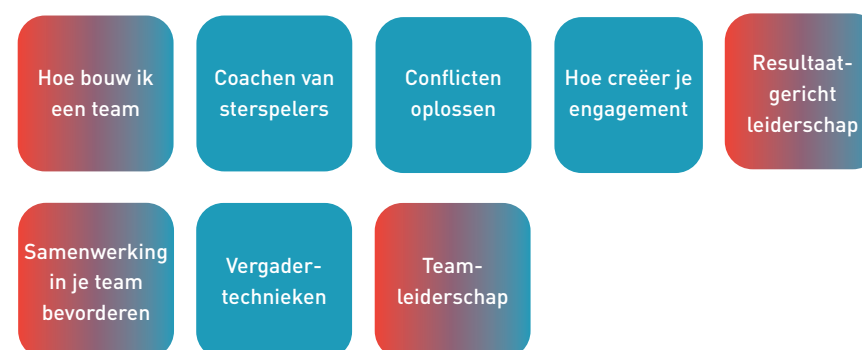 Hoe bouw ik
een team
Coachen van
sterspelers
Conflicten
oplossen
Hoe creëer je
engagement
Resultaat-
gericht
leiderschap
Samenwerking
in je team
bevorderen
Vergader-
technieken
Team-
leiderschap